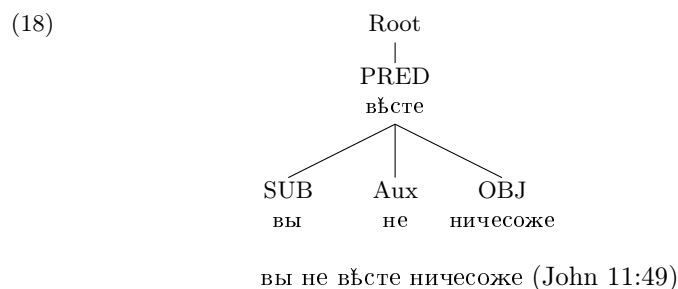 (18) Root
PRED
вѣсте
SUB Aux OBJ
вы не ничесоже
вы не вѣсте ничесоже (John 11:49)